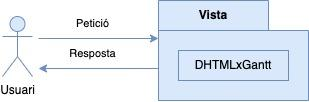 Petició
Vista
Resposta
DHTMLxGantt
Usuari